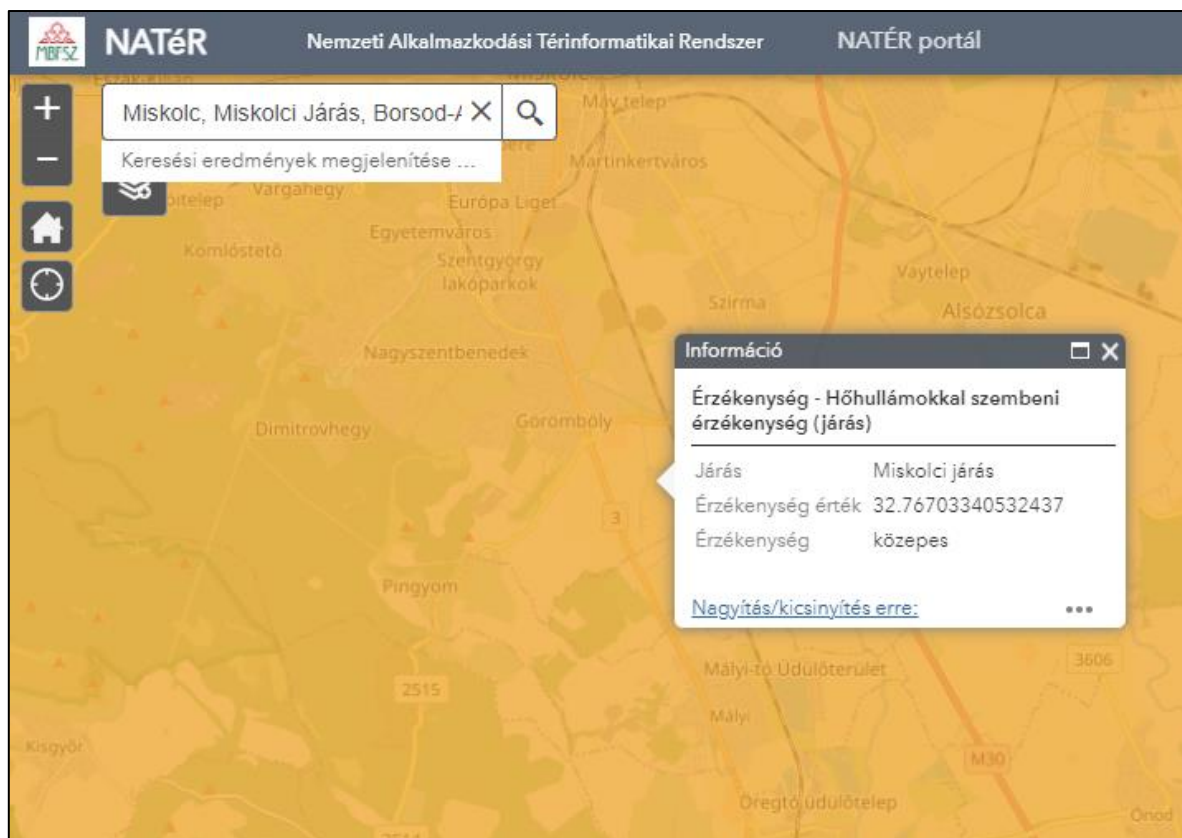 MBFSZ
NATéR
Nemzeti Alkalmazkodási Térinformatikai Rendszer
NATÉR portál
Miskolc, Miskolci Járás, Borsod-A
Keresési eredmények megjelenítése ...
Máv telep
Martinkertváros
Vargahegy
Európa Liget
Egyetemváros
Komlóstető
Szentgyörgy
lakóparkok
Vaytelep
Szirma
Alsózsolca
Nagyszentbenedek
Dimitrovhegy
Görömböly
3
Információ
Érzékenység - Hőhullámokkal szembeni
érzékenység (járás)
Járás Miskolci járás
Érzékenység érték 32.76703340532437
Érzékenység közepes
Nagyítás/kicsinyítés erre:
Pingyom
Mályi-tó Üdülőterület
3606
2515
Mályi
Kisgyőr
M30
Öregtó üdülőtelep
Ónod